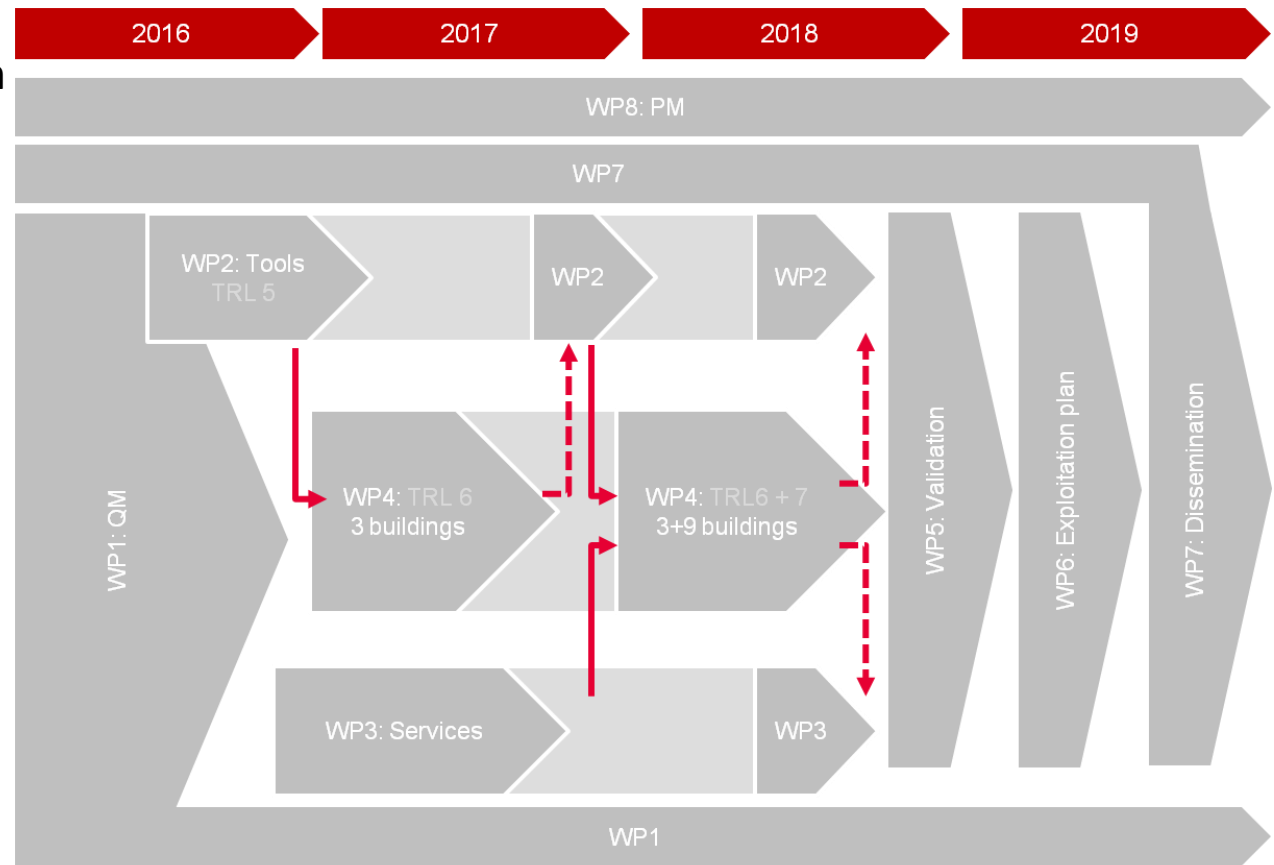 2016
2017
2018
2019
WP8: PM
WP7
WP2: Tools
TRL 5
WP2
WP2
WP1: QM
WP4: TRL 6
3 buildings
WP4: TRL6 + 7
3+9 buildings
WP5: Validation
WP6: Exploitation plan
WP7: Dissemination
WP3: Services
WP3
WP1